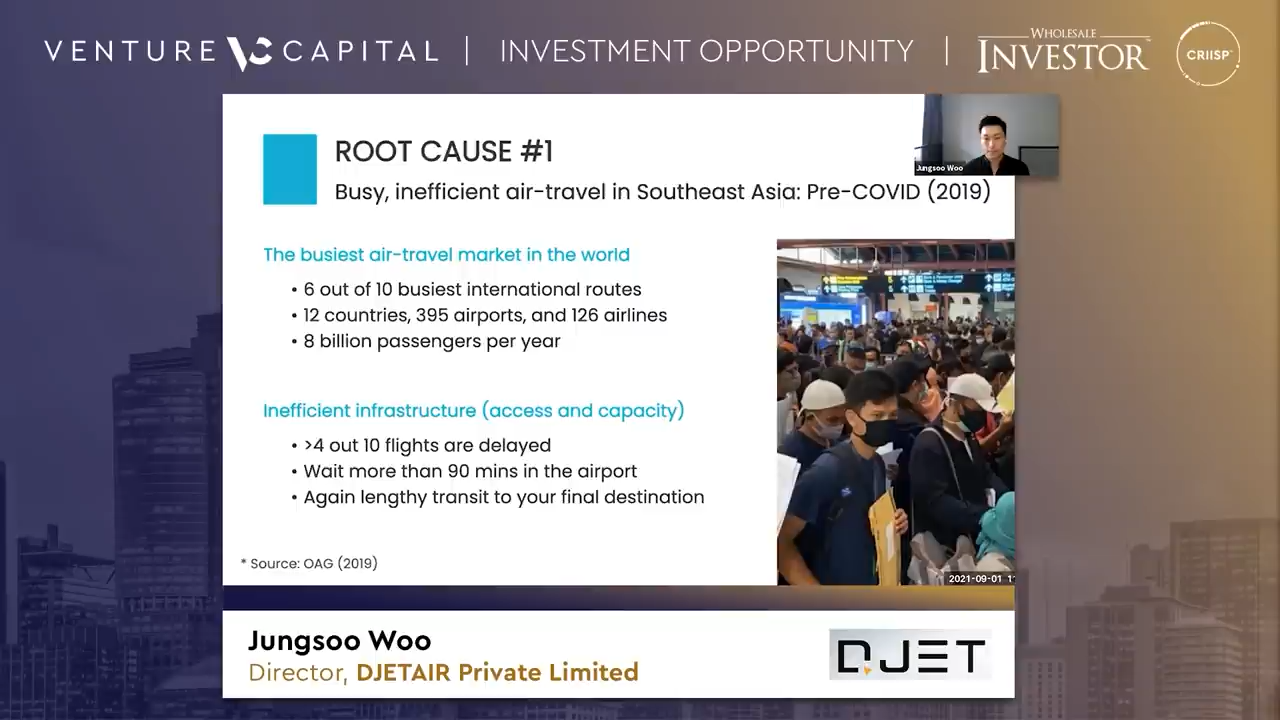 VENTURE VC CAPITAL | INVESTMENT OPPORTUNITY | WHOLESALE INVESTOR CRIISP
Jungsoo Woo
ROOT CAUSE #1
Busy, inefficient air-travel in Southeast Asia: Pre-COVID (2019)
The busiest air-travel market in the world
• 6 out of 10 busiest international routes
• 12 countries, 395 airports, and 126 airlines
• 8 billion passengers per year
Inefficient infrastructure (access and capacity)
• >4 out 10 flights are delayed
• Wait more than 90 mins in the airport
• Again lengthy transit to your final destination
* Source: OAG (2019)
2021-09-01
Jungsoo Woo
Director, DJETAIR Private Limited
DJET